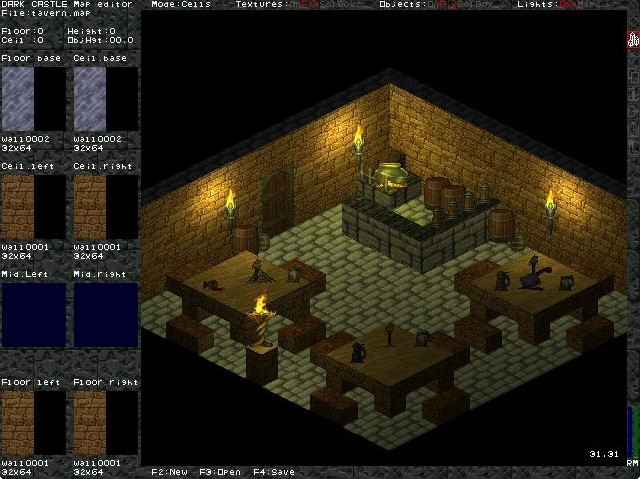 DARK CASTLE Map editor
File:tavern.map
Mode:Cells Textures: Objects: Lights:
Floor:0 Height:0
Ceil :0 ObjHgt:00.0
Floor base Ceil.base
Wall0002 Wall0002
32x64 32x64
Ceil.left Ceil.right
Wall0001 Wall0001
32x64 32x64
Mid.Left Mid.right
Floor left Floor right
Wall0001 Wall0001
32x64 32x64
31.31
RM
F2:New F3:Open F4:Save